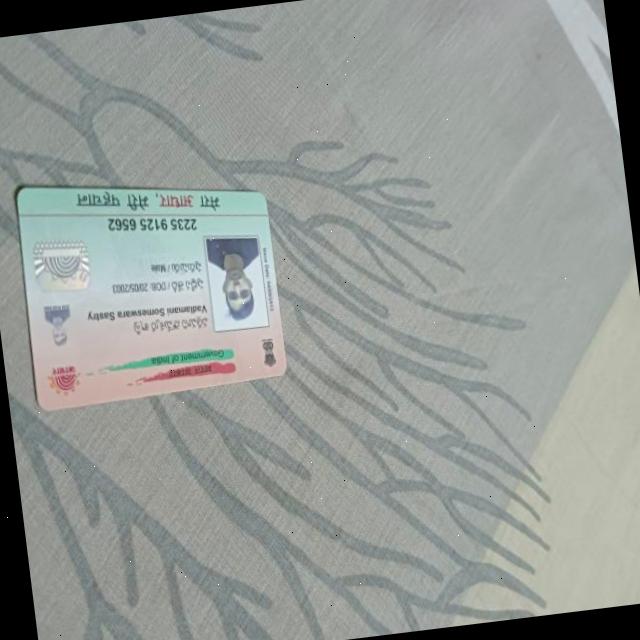 भारत सरकार
Government of India
Vadlamani Someswara Sastry
పుట్టిన తేదీ/DOB: 20/05/2003
పురుషుడు/ Male
2235 9125 6562
मेरा आधार, मेरी पहचान